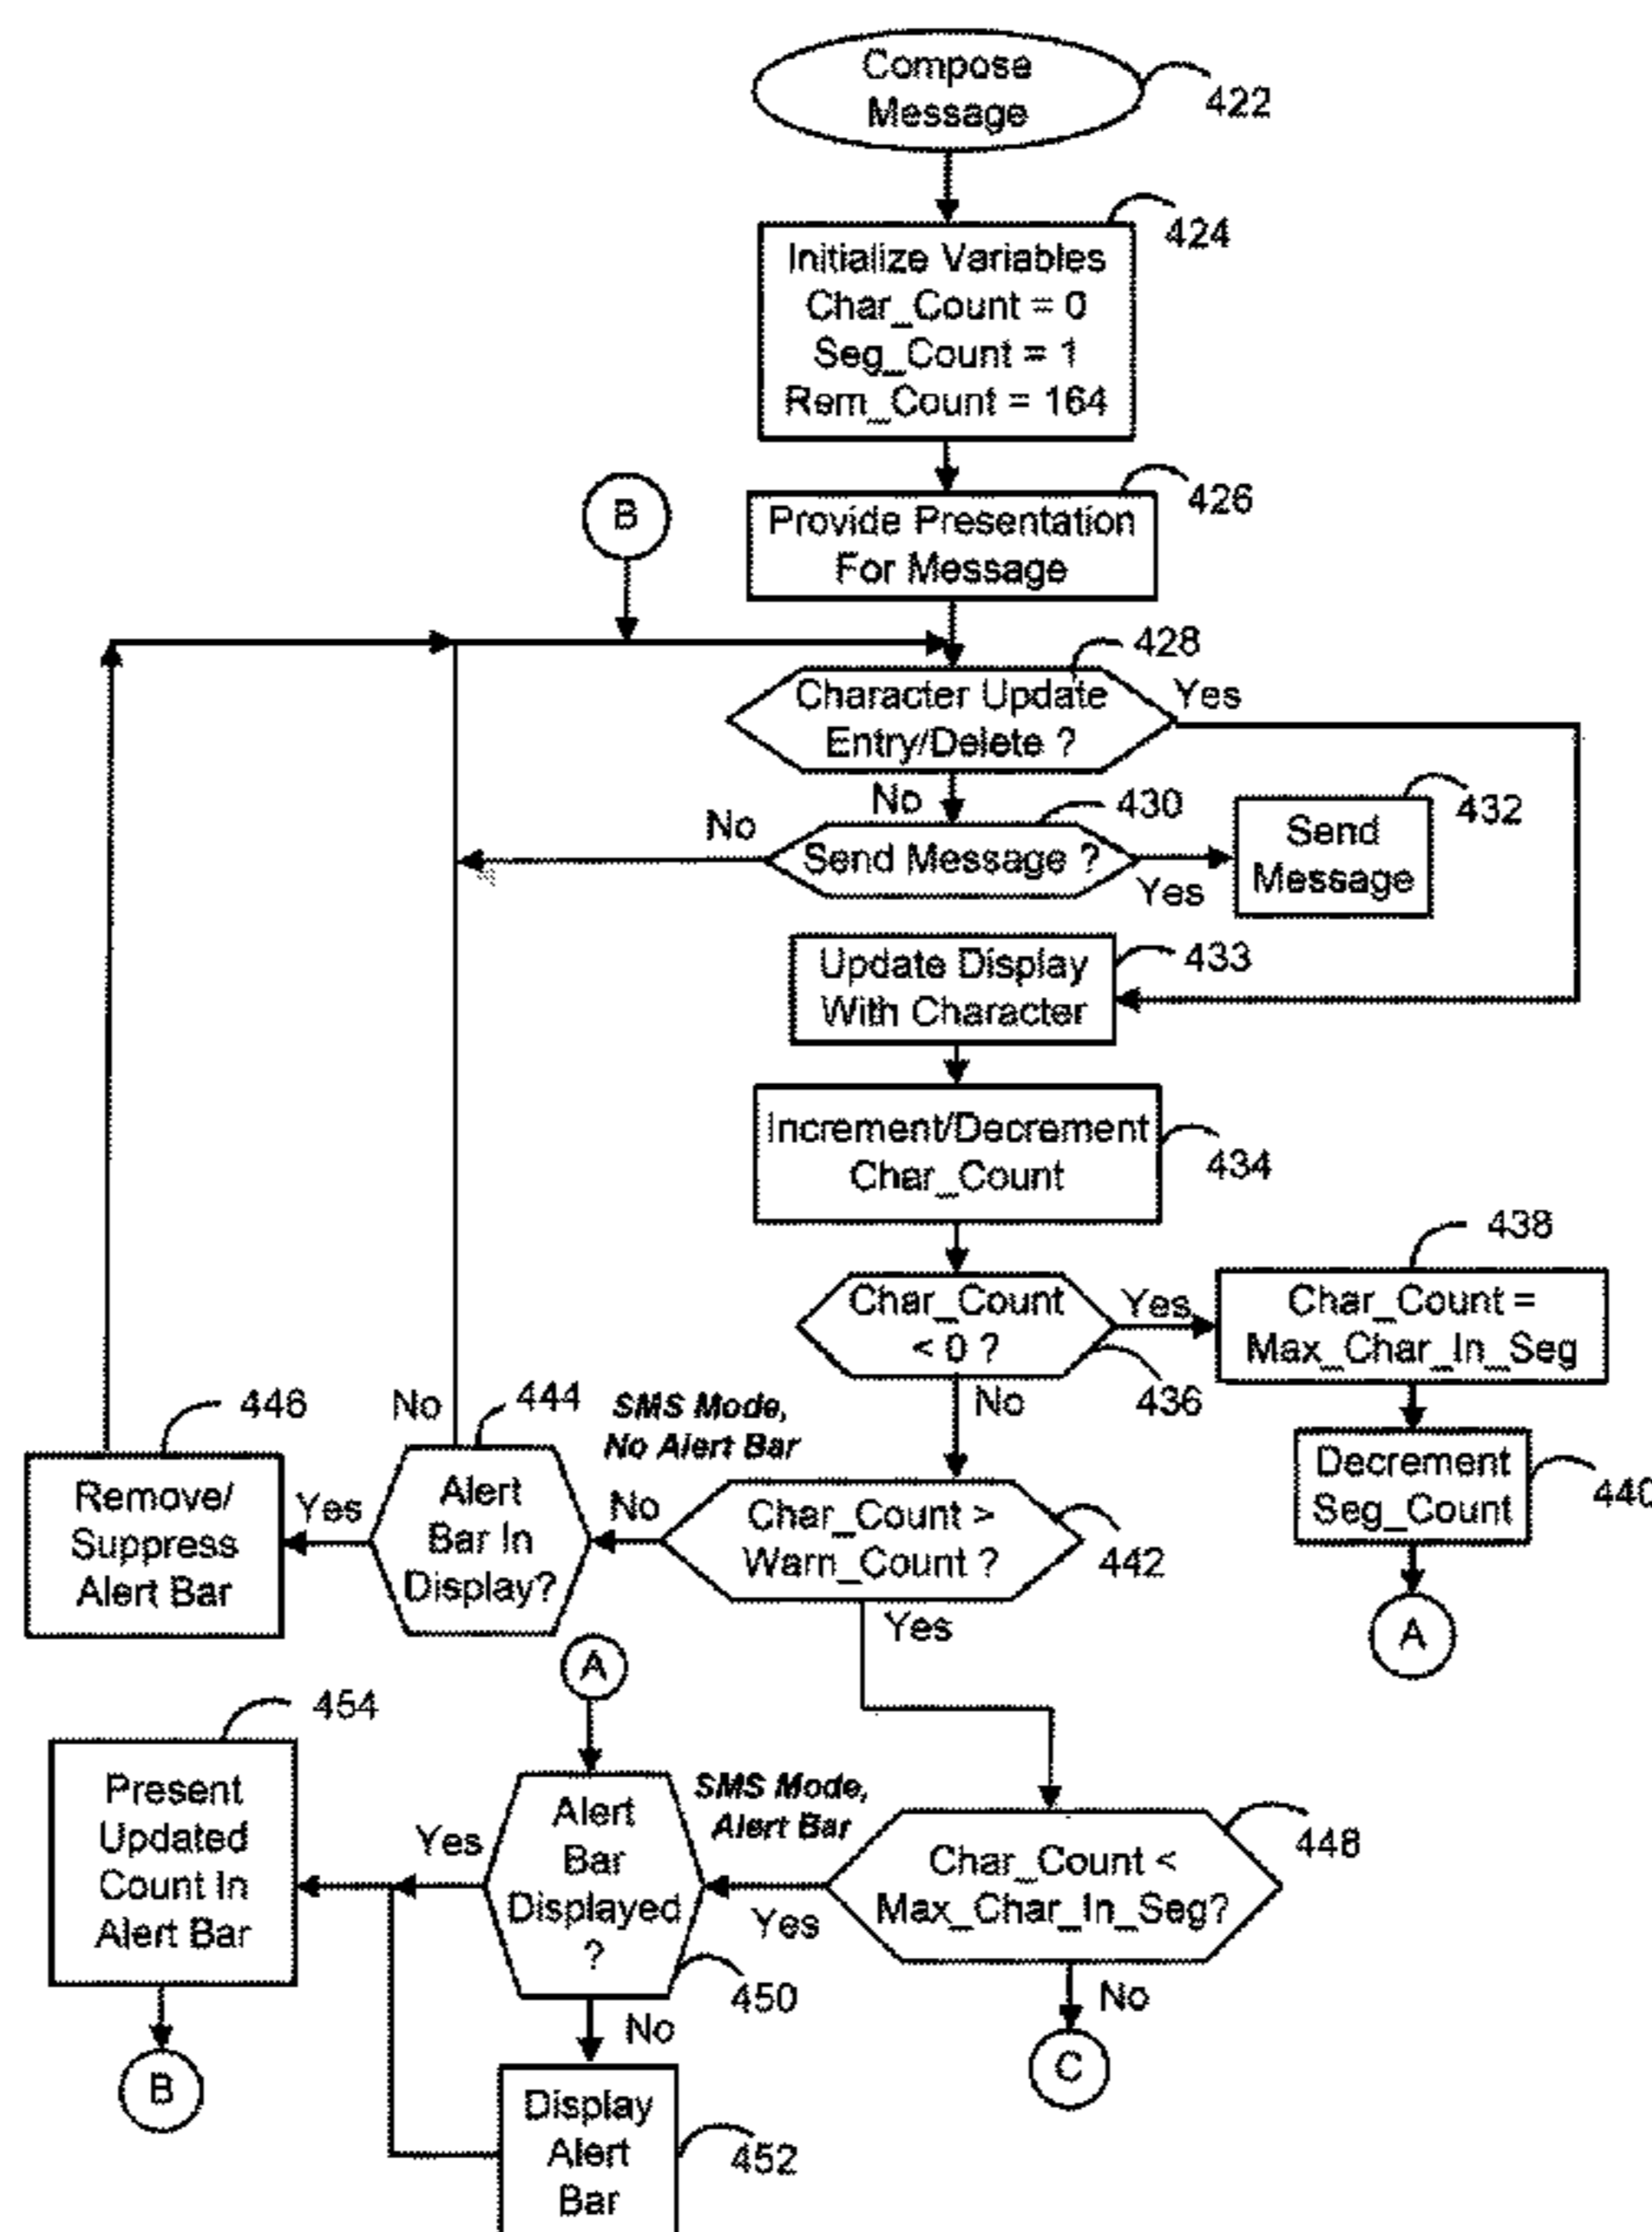 Compose
Message
422
424
Initialize Variables
Char_Count = 0
Seg_Count = 1
Rem_Count = 164
B
426
Provide Presentation
For Message
428
Character Update
Entry/Delete ?
Yes
No
430
Send Message ?
No
Yes
432
Send
Message
433
Update Display
With Character
Increment/Decrement
Char_Count
434
Char_Count
< 0 ?
Yes
436
No
438
Char_Count =
Max_Char_In_Seg
Decrement
Seg_Count
440
A
SMS Mode,
No Alert Bar
Char_Count >
Warn_Count ?
442
No
Yes
444
Alert
Bar In
Display?
No
Yes
446
Remove/
Suppress
Alert Bar
A
454
Present
Updated
Count In
Alert Bar
B
Yes
Alert
Bar
Displayed
?
450
No
SMS Mode,
Alert Bar
Yes
Char_Count <
Max_Char_In_Seg?
448
No
C
Display
Alert
Bar
452